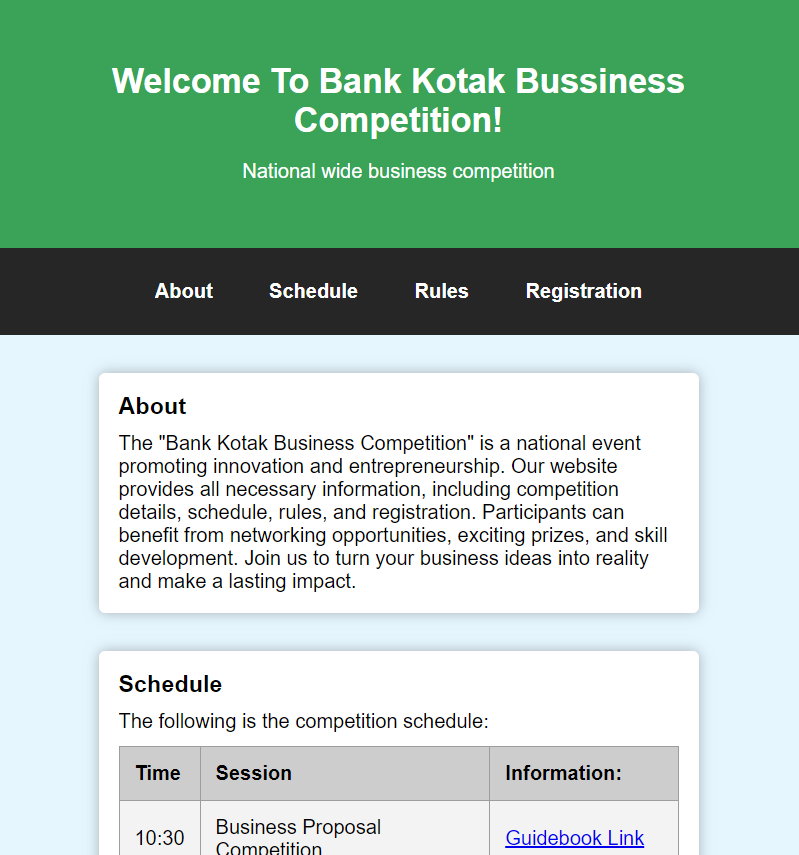 Welcome To Bank Kotak Bussiness
Competition!
National wide business competition
About Schedule Rules Registration
About
The "Bank Kotak Business Competition" is a national event
promoting innovation and entrepreneurship. Our website
provides all necessary information, including competition
details, schedule, rules, and registration. Participants can
benefit from networking opportunities, exciting prizes, and skill
development. Join us to turn your business ideas into reality
and make a lasting impact.
Schedule
The following is the competition schedule:
Time Session Information:
10:30 Business Proposal
Competition Guidebook Link